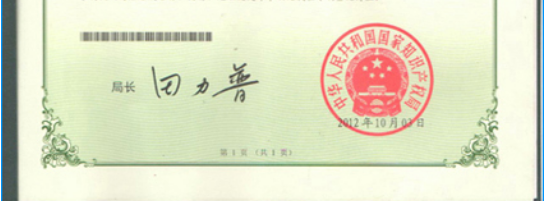 局长 田力普
中华人民共和国国家知识产权局
2012年10月03日
第1页(共1页)